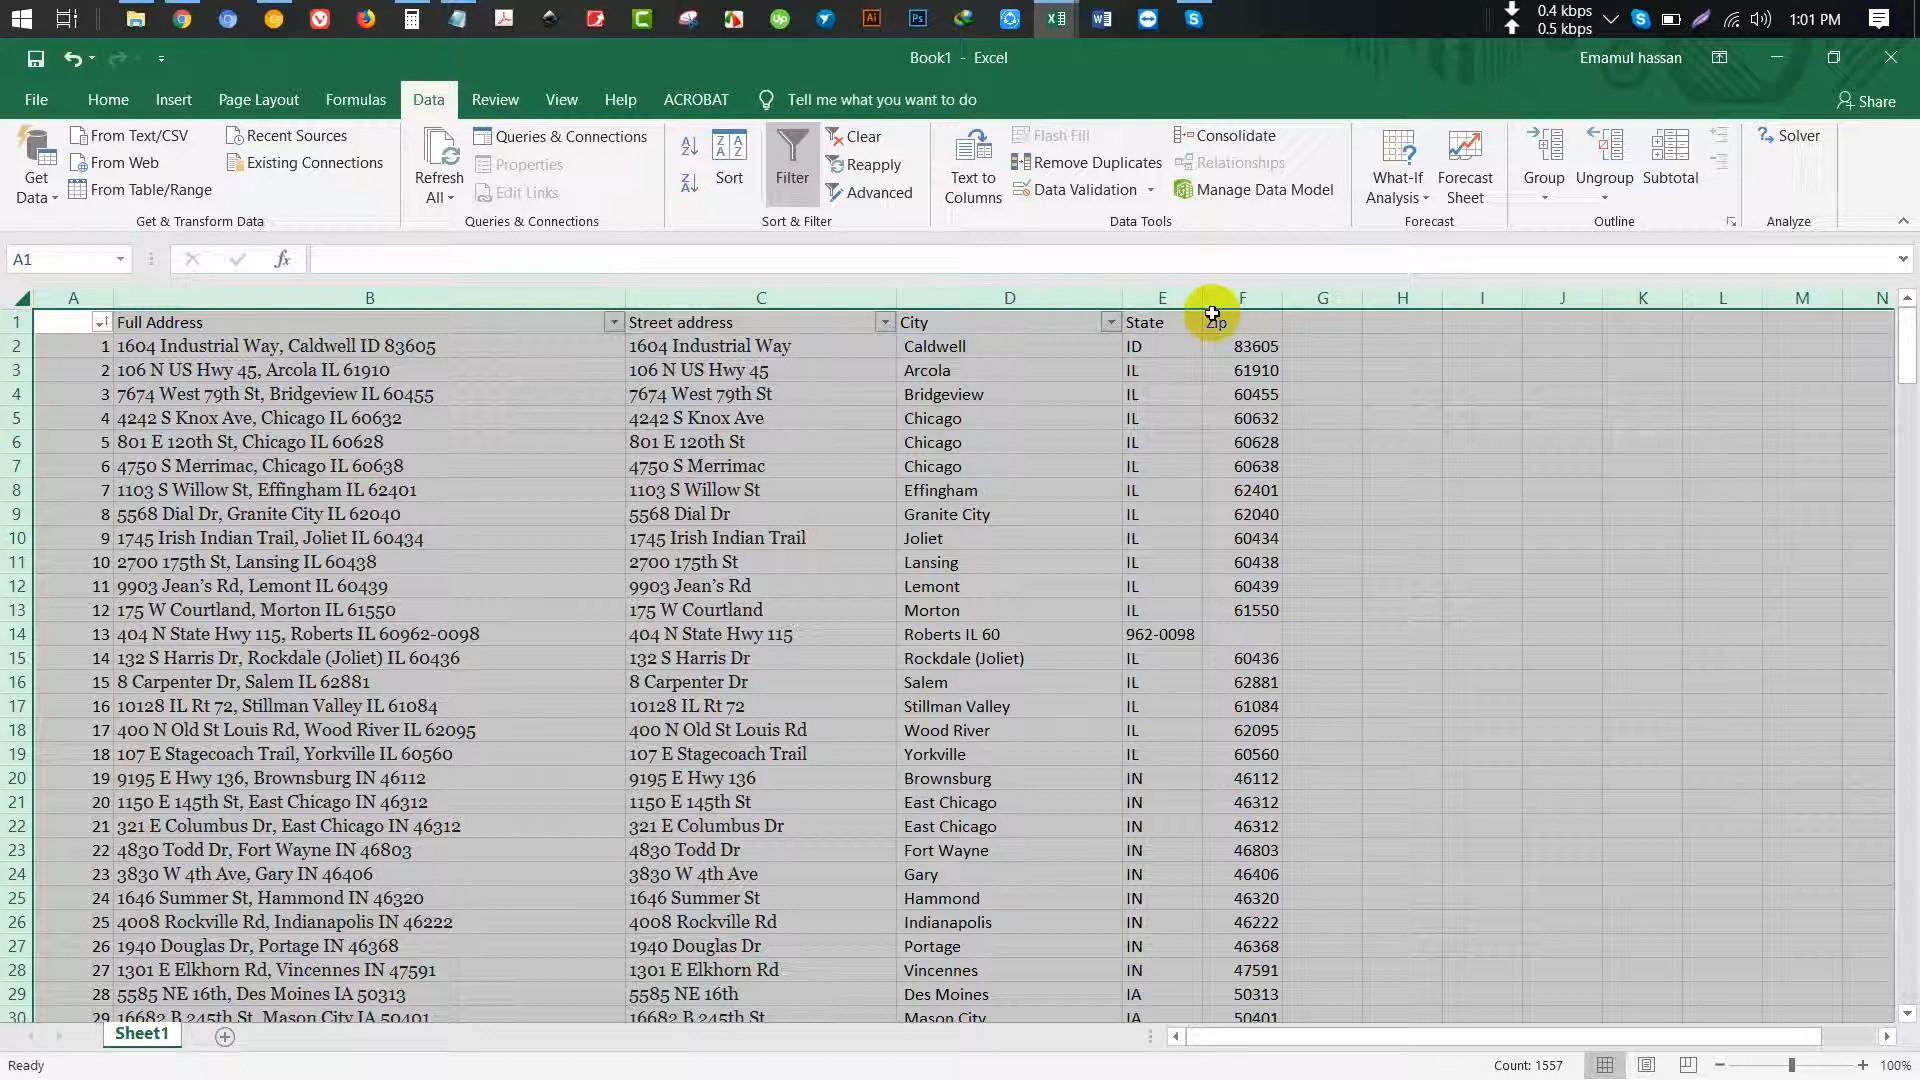 0.4 kbps
0.5 kbps
1:01 PM
Book1 - Excel
Emamul hassan
File Home Insert Page Layout Formulas Data Review View Help ACROBAT Tell me what you want to do Share
Get Data
From Text/CSV
From Web
From Table/Range
Recent Sources
Existing Connections
Get & Transform Data
Refresh All
Queries & Connections
Properties
Edit Links
Queries & Connections
Sort
Filter
Clear
Reapply
Advanced
Sort & Filter
Text to Columns
Flash Fill
Remove Duplicates
Data Validation
Consolidate
Relationships
Manage Data Model
Data Tools
What-If Analysis
Forecast Sheet
Forecast
Group
Ungroup
Subtotal
Outline
Solver
Analyze
A1 fx
A B C D E F G H I J K L M N
1 Full Address Street address City State Zip
2 1 1604 Industrial Way, Caldwell ID 83605 1604 Industrial Way Caldwell ID 83605
3 2 106 N US Hwy 45, Arcola IL 61910 106 N US Hwy 45 Arcola IL 61910
4 3 7674 West 79th St, Bridgeview IL 60455 7674 West 79th St Bridgeview IL 60455
5 4 4242 S Knox Ave, Chicago IL 60632 4242 S Knox Ave Chicago IL 60632
6 5 801 E 120th St, Chicago IL 60628 801 E 120th St Chicago IL 60628
7 6 4750 S Merrimac, Chicago IL 60638 4750 S Merrimac Chicago IL 60638
8 7 1103 S Willow St, Effingham IL 62401 1103 S Willow St Effingham IL 62401
9 8 5568 Dial Dr, Granite City IL 62040 5568 Dial Dr Granite City IL 62040
10 9 1745 Irish Indian Trail, Joliet IL 60434 1745 Irish Indian Trail Joliet IL 60434
11 10 2700 175th St, Lansing IL 60438 2700 175th St Lansing IL 60438
12 11 9903 Jean’s Rd, Lemont IL 60439 9903 Jean’s Rd Lemont IL 60439
13 12 175 W Courtland, Morton IL 61550 175 W Courtland Morton IL 61550
14 13 404 N State Hwy 115, Roberts IL 60962-0098 404 N State Hwy 115 Roberts IL 60 962-0098
15 14 132 S Harris Dr, Rockdale (Joliet) IL 60436 132 S Harris Dr Rockdale (Joliet) IL 60436
16 15 8 Carpenter Dr, Salem IL 62881 8 Carpenter Dr Salem IL 62881
17 16 10128 IL Rt 72, Stillman Valley IL 61084 10128 IL Rt 72 Stillman Valley IL 61084
18 17 400 N Old St Louis Rd, Wood River IL 62095 400 N Old St Louis Rd Wood River IL 62095
19 18 107 E Stagecoach Trail, Yorkville IL 60560 107 E Stagecoach Trail Yorkville IL 60560
20 19 9195 E Hwy 136, Brownsburg IN 46112 9195 E Hwy 136 Brownsburg IN 46112
21 20 1150 E 145th St, East Chicago IN 46312 1150 E 145th St East Chicago IN 46312
22 21 321 E Columbus Dr, East Chicago IN 46312 321 E Columbus Dr East Chicago IN 46312
23 22 4830 Todd Dr, Fort Wayne IN 46803 4830 Todd Dr Fort Wayne IN 46803
24 23 3830 W 4th Ave, Gary IN 46406 3830 W 4th Ave Gary IN 46406
25 24 1646 Summer St, Hammond IN 46320 1646 Summer St Hammond IN 46320
26 25 4008 Rockville Rd, Indianapolis IN 46222 4008 Rockville Rd Indianapolis IN 46222
27 26 1940 Douglas Dr, Portage IN 46368 1940 Douglas Dr Portage IN 46368
28 27 1301 E Elkhorn Rd, Vincennes IN 47591 1301 E Elkhorn Rd Vincennes IN 47591
29 28 5585 NE 16th, Des Moines IA 50313 5585 NE 16th Des Moines IA 50313
30 29 16682 B 245th St, Mason City IA 50401 16682 B 245th St Mason City IA 50401
Sheet1
Ready Count: 1557 100%